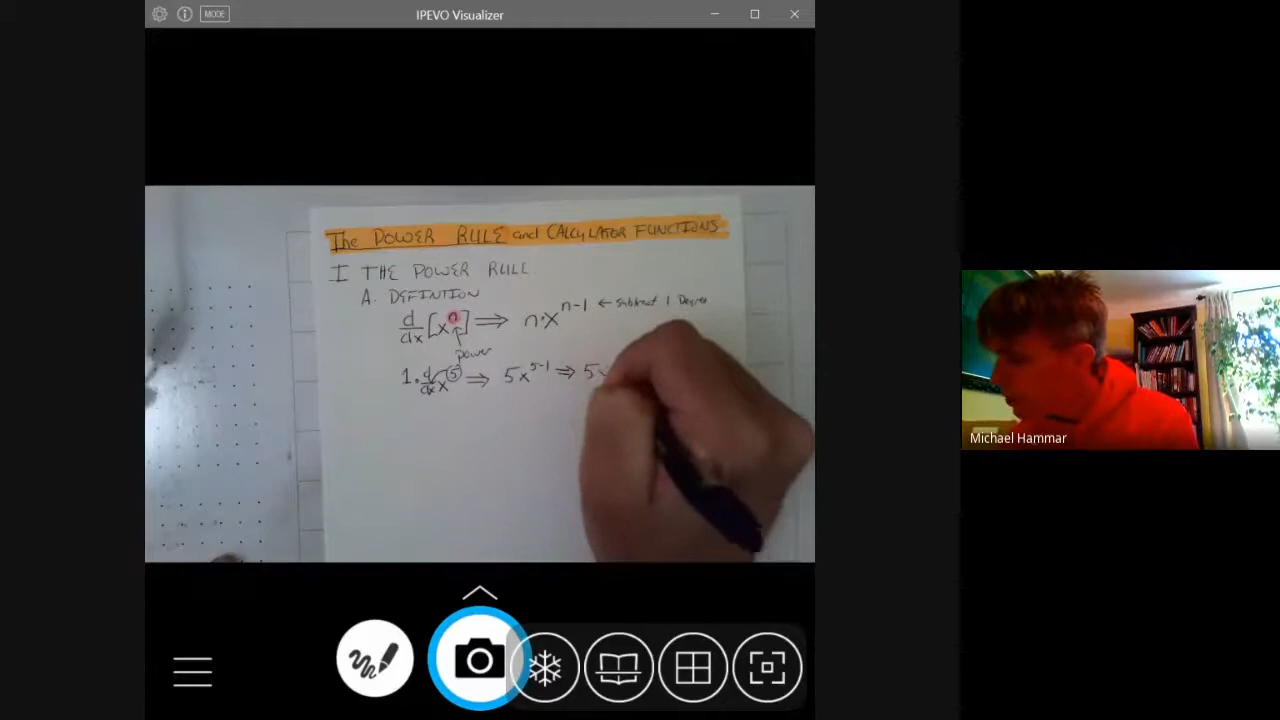 MODE
IPEVO Visualizer
The POWER RULE and CALCULATOR FUNCTIONS
I THE POWER RULE
A. DEFINTION
d/dx [x^n] ⇒ n·x^(n-1) ← Subtract 1 Degree
power
1. d/dx x^5 ⇒ 5x^(5-1) ⇒ 5x
Michael Hammar